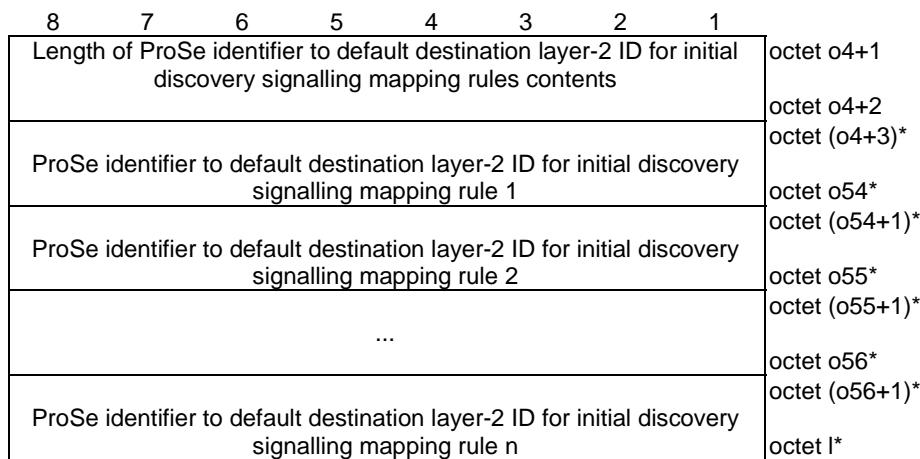 8 7 6 5 4 3 2 1
Length of ProSe identifier to default destination layer-2 ID for initial
discovery signalling mapping rules contents
octet o4+1
octet o4+2
ProSe identifier to default destination layer-2 ID for initial discovery
signalling mapping rule 1
octet (o4+3)*
octet o54*
ProSe identifier to default destination layer-2 ID for initial discovery
signalling mapping rule 2
octet (o54+1)*
octet o55*
...
octet (o55+1)*
octet o56*
ProSe identifier to default destination layer-2 ID for initial discovery
signalling mapping rule n
octet (o56+1)*
octet l*